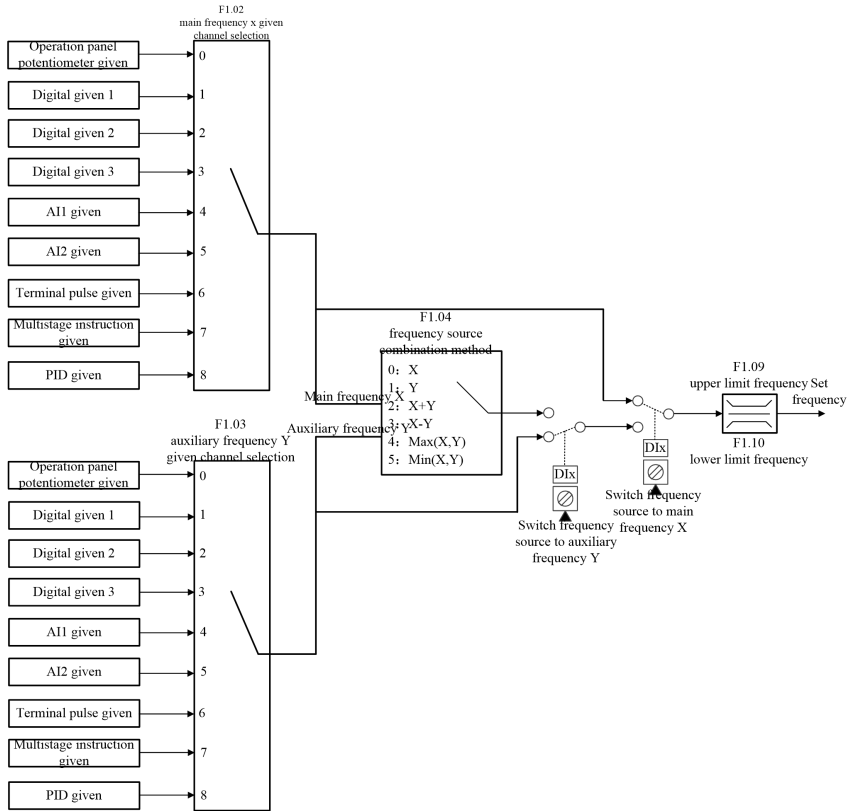 F1.02
main frequency x given
channel selection
Operation panel
potentiometer given
0
Digital given 1
1
Digital given 2
2
Digital given 3
3
AI1 given
4
AI2 given
5
Terminal pulse given
6
Multistage instruction
given
7
PID given
8
F1.04
frequency source
combination method
0: X
1: Y
2: X+Y
3: X-Y
4: Max(X,Y)
5: Min(X,Y)
Main frequency X
Auxiliary frequency Y
F1.09
upper limit frequency
Set
frequency
F1.10
lower limit frequency
DIx
Switch frequency
source to main
frequency X
DIx
Switch frequency
source to auxiliary
frequency Y
F1.03
auxiliary frequency Y
given channel selection
Operation panel
potentiometer given
0
Digital given 1
1
Digital given 2
2
Digital given 3
3
AI1 given
4
AI2 given
5
Terminal pulse given
6
Multistage instruction
given
7
PID given
8